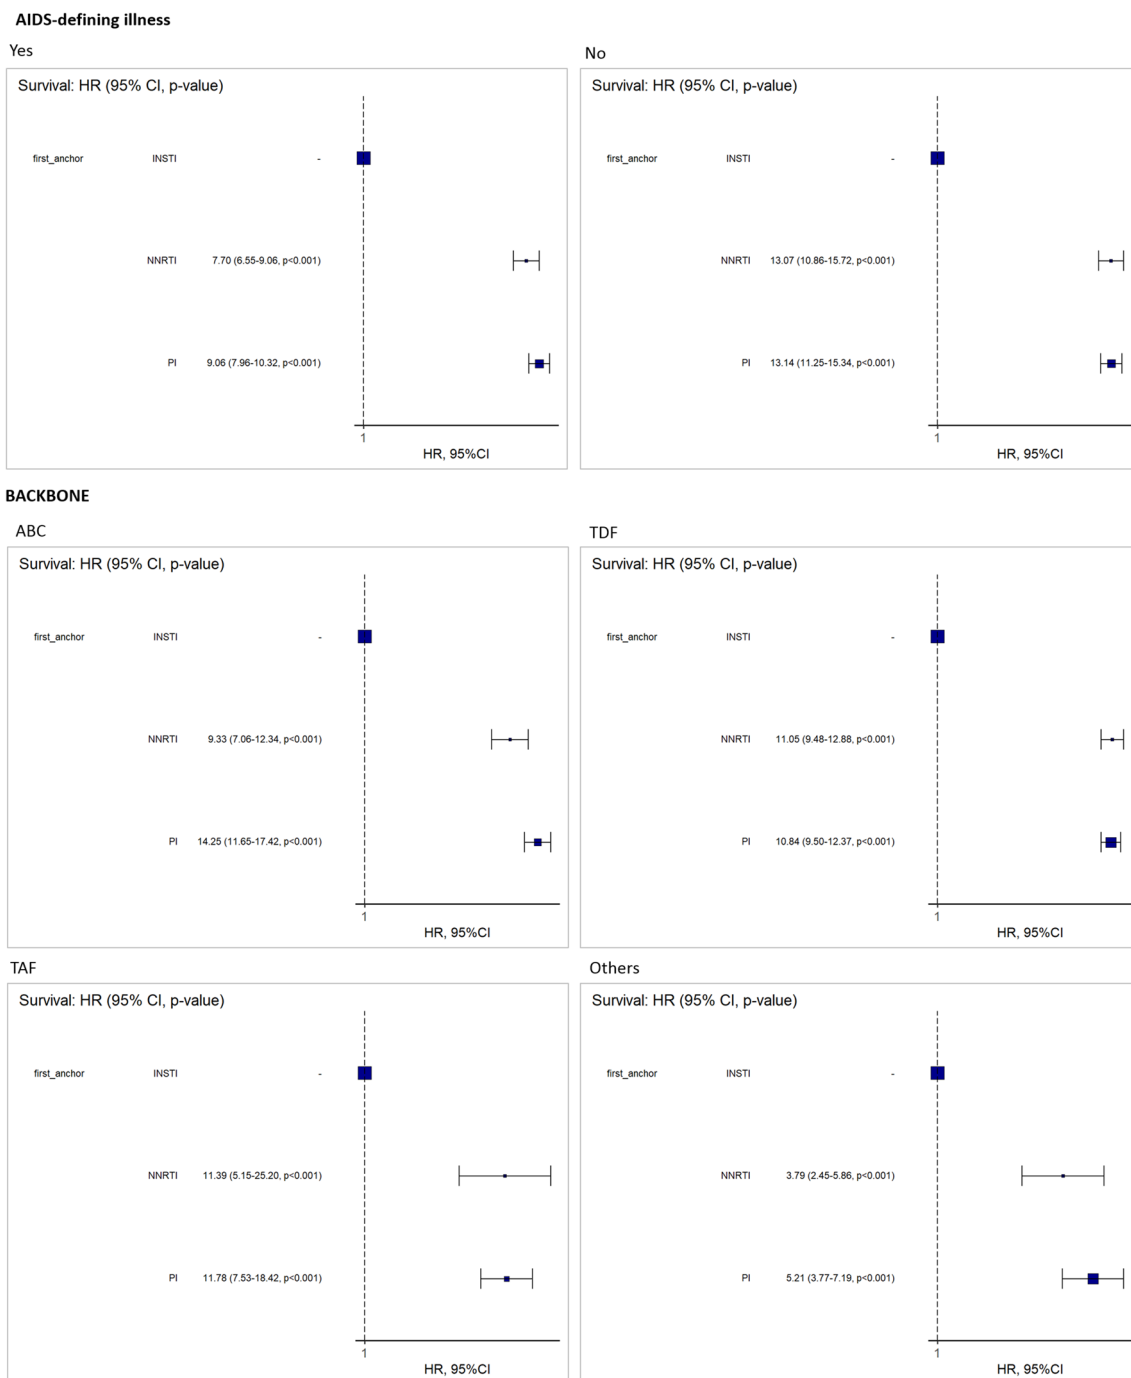 AIDS-defining illness
Yes
Survival: HR (95% CI, p-value)
first_anchor INSTI -
NNRTI 7.70 (6.55-9.06, p<0.001)
PI 9.06 (7.96-10.32, p<0.001)
1
HR, 95%CI
No
Survival: HR (95% CI, p-value)
first_anchor INSTI -
NNRTI 13.07 (10.86-15.72, p<0.001)
PI 13.14 (11.25-15.34, p<0.001)
1
HR, 95%CI
BACKBONE
ABC
Survival: HR (95% CI, p-value)
first_anchor INSTI -
NNRTI 9.33 (7.06-12.34, p<0.001)
PI 14.25 (11.65-17.42, p<0.001)
1
HR, 95%CI
TDF
Survival: HR (95% CI, p-value)
first_anchor INSTI -
NNRTI 11.05 (9.48-12.88, p<0.001)
PI 10.84 (9.50-12.37, p<0.001)
1
HR, 95%CI
TAF
Survival: HR (95% CI, p-value)
first_anchor INSTI -
NNRTI 11.39 (5.15-25.20, p<0.001)
PI 11.78 (7.53-18.42, p<0.001)
1
HR, 95%CI
Others
Survival: HR (95% CI, p-value)
first_anchor INSTI -
NNRTI 3.79 (2.45-5.86, p<0.001)
PI 5.21 (3.77-7.19, p<0.001)
1
HR, 95%CI